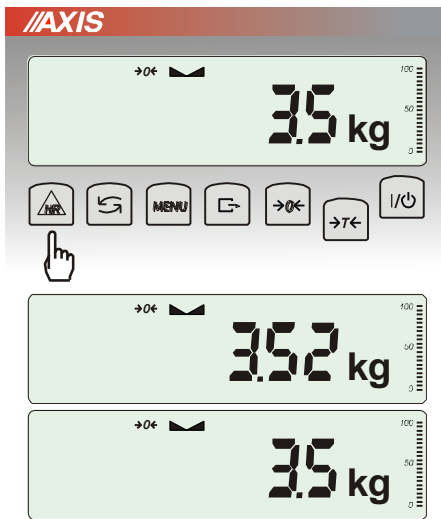 //AXIS
→0← 100
3.5 kg 50
0
HR MENU →0← →T← I/
→0← 100
3.52 kg 50
0
→0← 100
3.5 kg 50
0